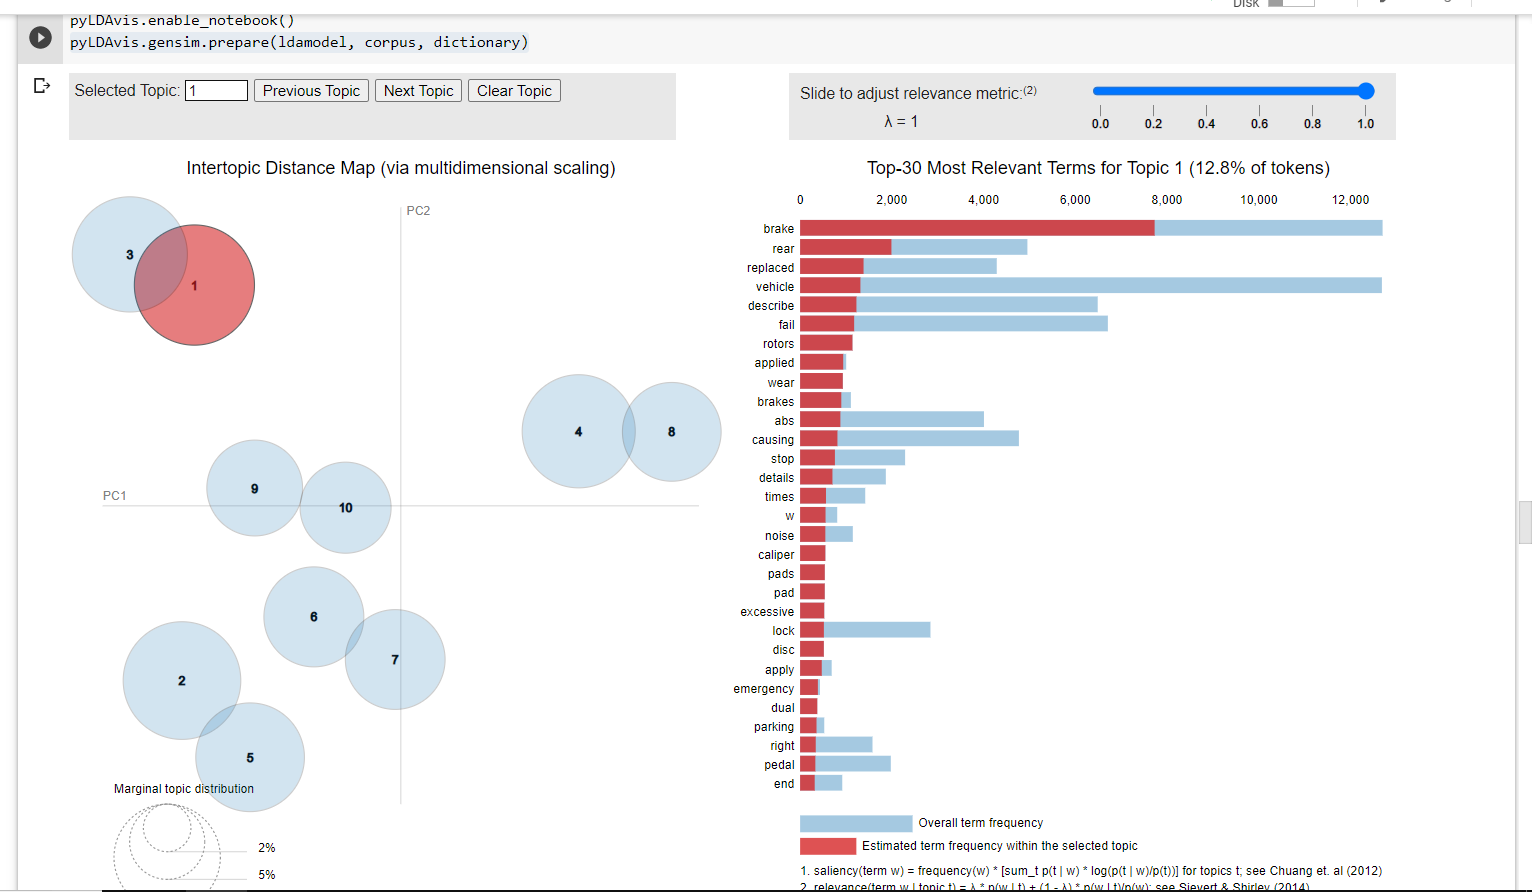 Disk
pyLDAvis.enable_notebook()
pyLDAvis.gensim.prepare(ldamodel, corpus, dictionary)
Selected Topic: 1 Previous Topic Next Topic Clear Topic
Slide to adjust relevance metric:(2)
λ = 1
0.0 0.2 0.4 0.6 0.8 1.0
Intertopic Distance Map (via multidimensional scaling)
PC2
PC1
3
1
4
8
9
10
6
7
2
5
Marginal topic distribution
2%
5%
Top-30 Most Relevant Terms for Topic 1 (12.8% of tokens)
0 2,000 4,000 6,000 8,000 10,000 12,000
brake
rear
replaced
vehicle
describe
fail
rotors
applied
wear
brakes
abs
causing
stop
details
times
w
noise
caliper
pads
pad
excessive
lock
disc
apply
emergency
dual
parking
right
pedal
end
Overall term frequency
Estimated term frequency within the selected topic
1. saliency(term w) = frequency(w) * [sum_t p(t | w) * log(p(t | w)/p(t))] for topics t; see Chuang et. al (2012)
2. relevance(term w | topic t) = λ * p(w | t) + (1 - λ) * p(w | t)/p(w); see Sievert & Shirley (2014)